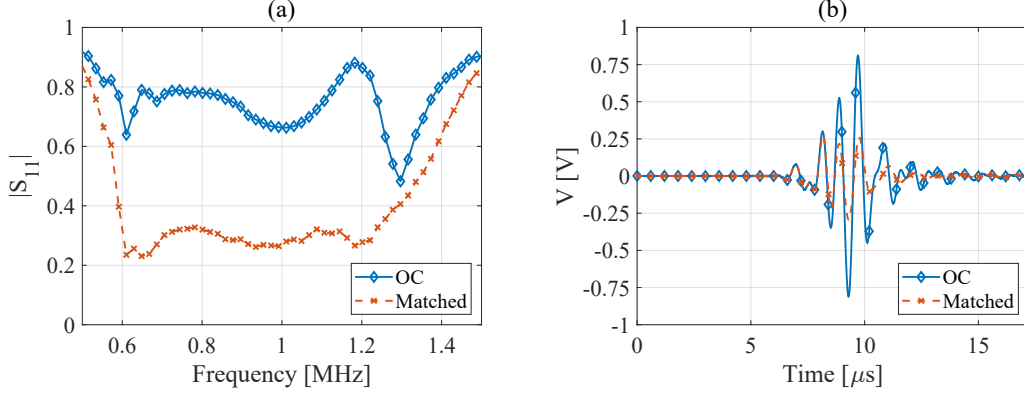 (a)
|S11|
1
0.8
0.6
0.4
0.2
0
0.6
0.8
1
1.2
1.4
Frequency [MHz]
OC
Matched
(b)
V [V]
1
0.75
0.5
0.25
0
-0.25
-0.5
-0.75
-1
0
5
10
15
Time [μs]
OC
Matched